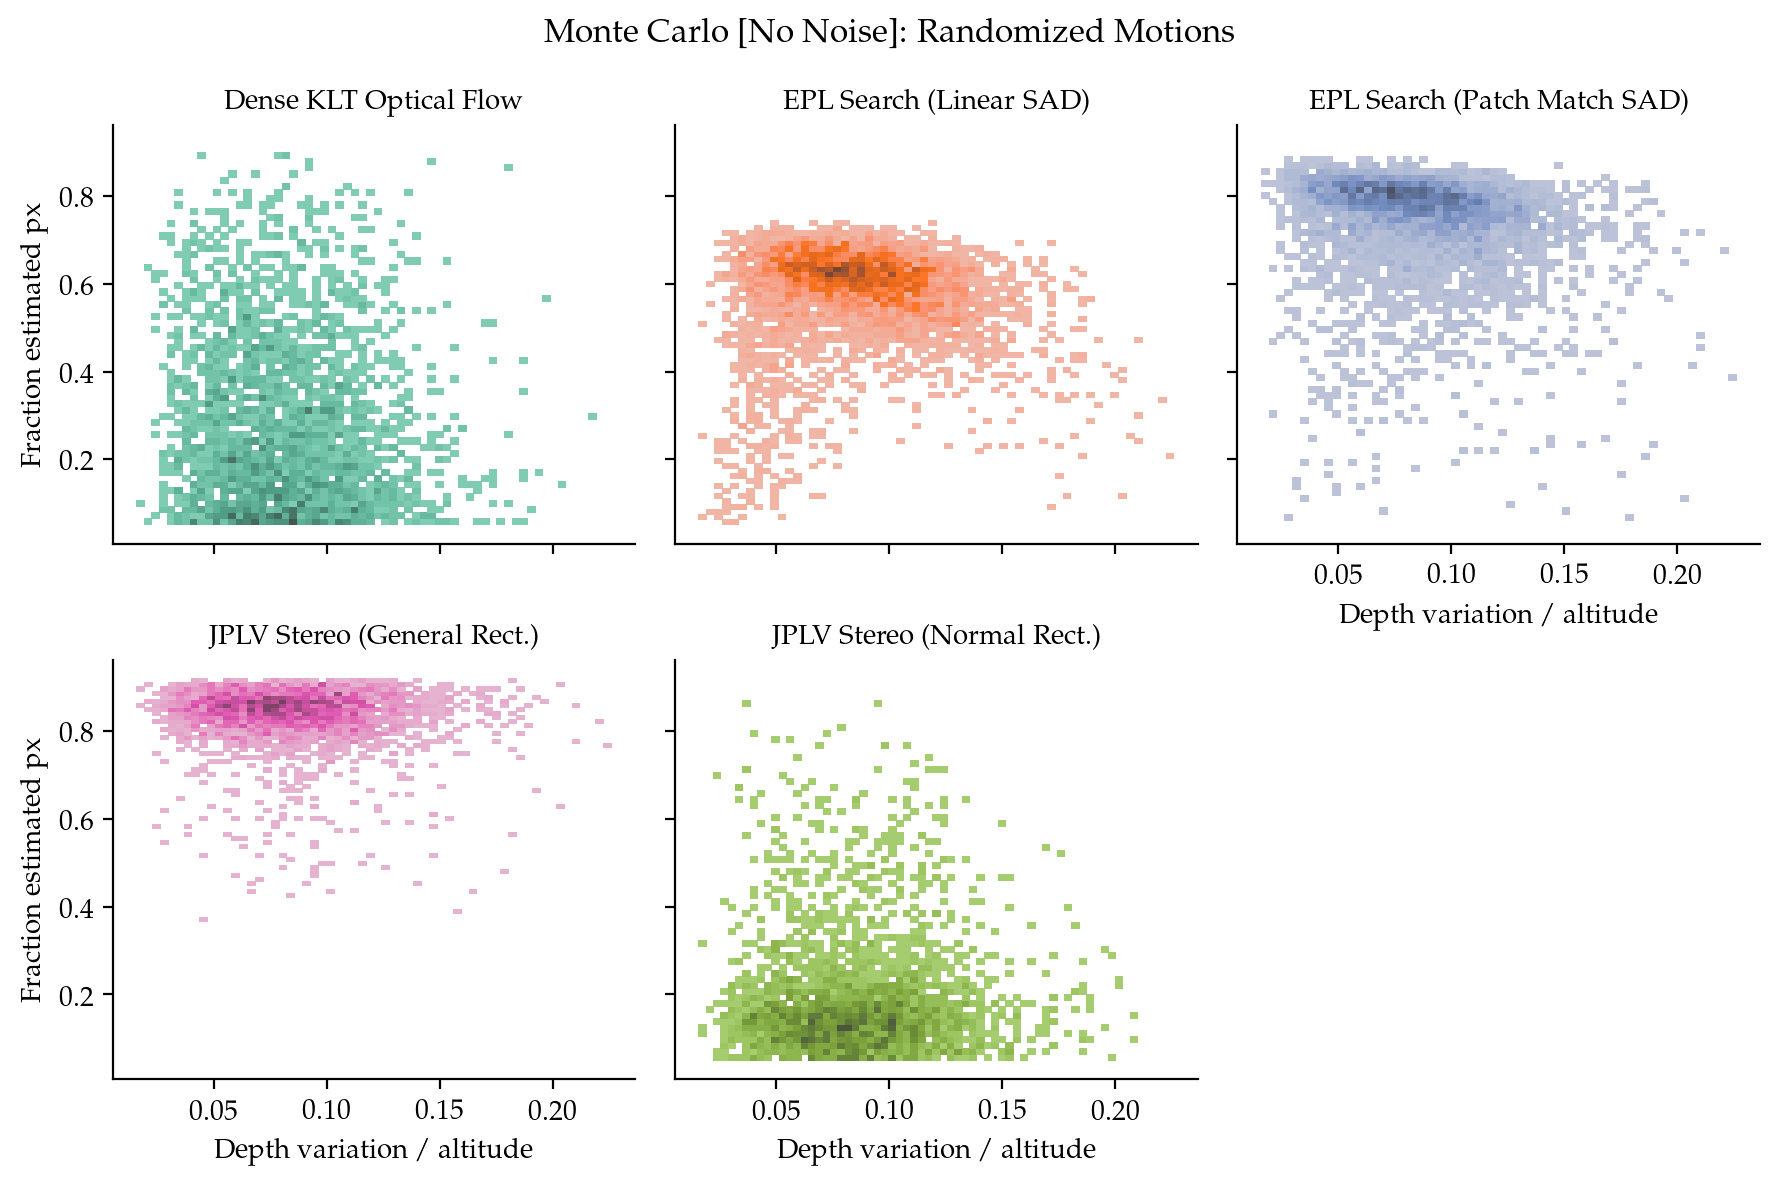 Monte Carlo [No Noise]: Randomized Motions
Dense KLT Optical Flow
EPL Search (Linear SAD)
EPL Search (Patch Match SAD)
Fraction estimated px
0.8
0.6
0.4
0.2
0.05 0.10 0.15 0.20
Depth variation / altitude
JPLV Stereo (General Rect.)
JPLV Stereo (Normal Rect.)
Fraction estimated px
0.8
0.6
0.4
0.2
0.05 0.10 0.15 0.20
0.05 0.10 0.15 0.20
Depth variation / altitude
Depth variation / altitude